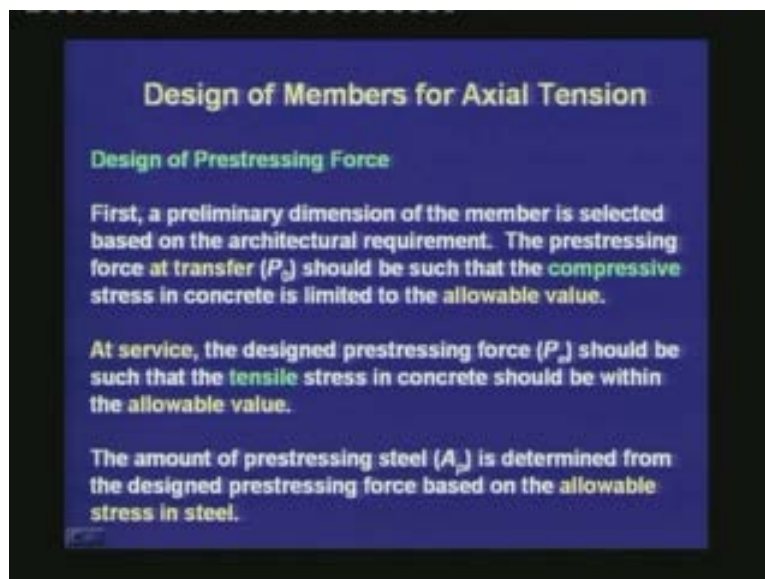 Design of Members for Axial Tension
Design of Prestressing Force
First, a preliminary dimension of the member is selected
based on the architectural requirement. The prestressing
force at transfer (P₀) should be such that the compressive
stress in concrete is limited to the allowable value.
At service, the designed prestressing force (Pₑ) should be
such that the tensile stress in concrete should be within
the allowable value.
The amount of prestressing steel (Aₚ) is determined from
the designed prestressing force based on the allowable
stress in steel.